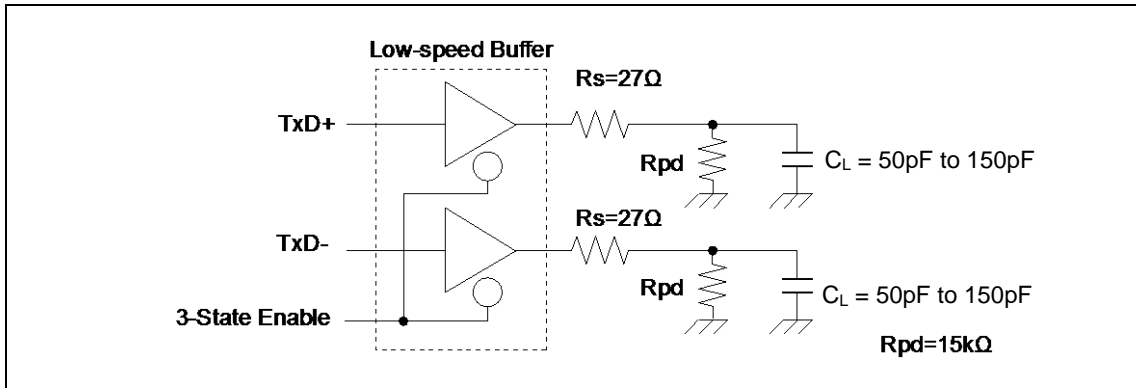 Low-speed Buffer
Rs=27Ω
TxD+
Rpd
CL = 50pF to 150pF
Rs=27Ω
TxD-
Rpd
CL = 50pF to 150pF
3-State Enable
Rpd=15kΩ